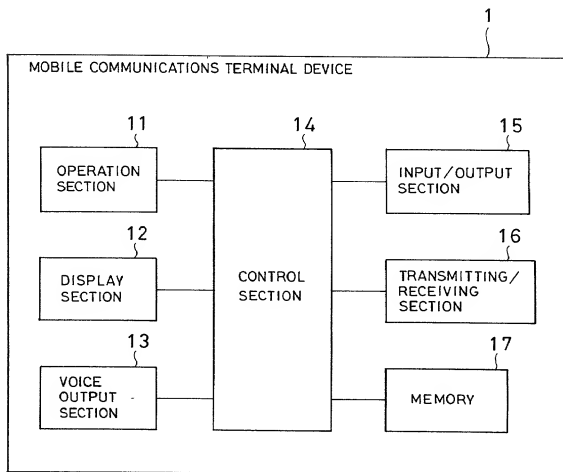 1
MOBILE COMMUNICATIONS TERMINAL DEVICE
11
OPERATION
SECTION
12
DISPLAY
SECTION
13
VOICE
OUTPUT
SECTION
14
CONTROL
SECTION
15
INPUT/OUTPUT
SECTION
16
TRANSMITTING/
RECEIVING
SECTION
17
MEMORY